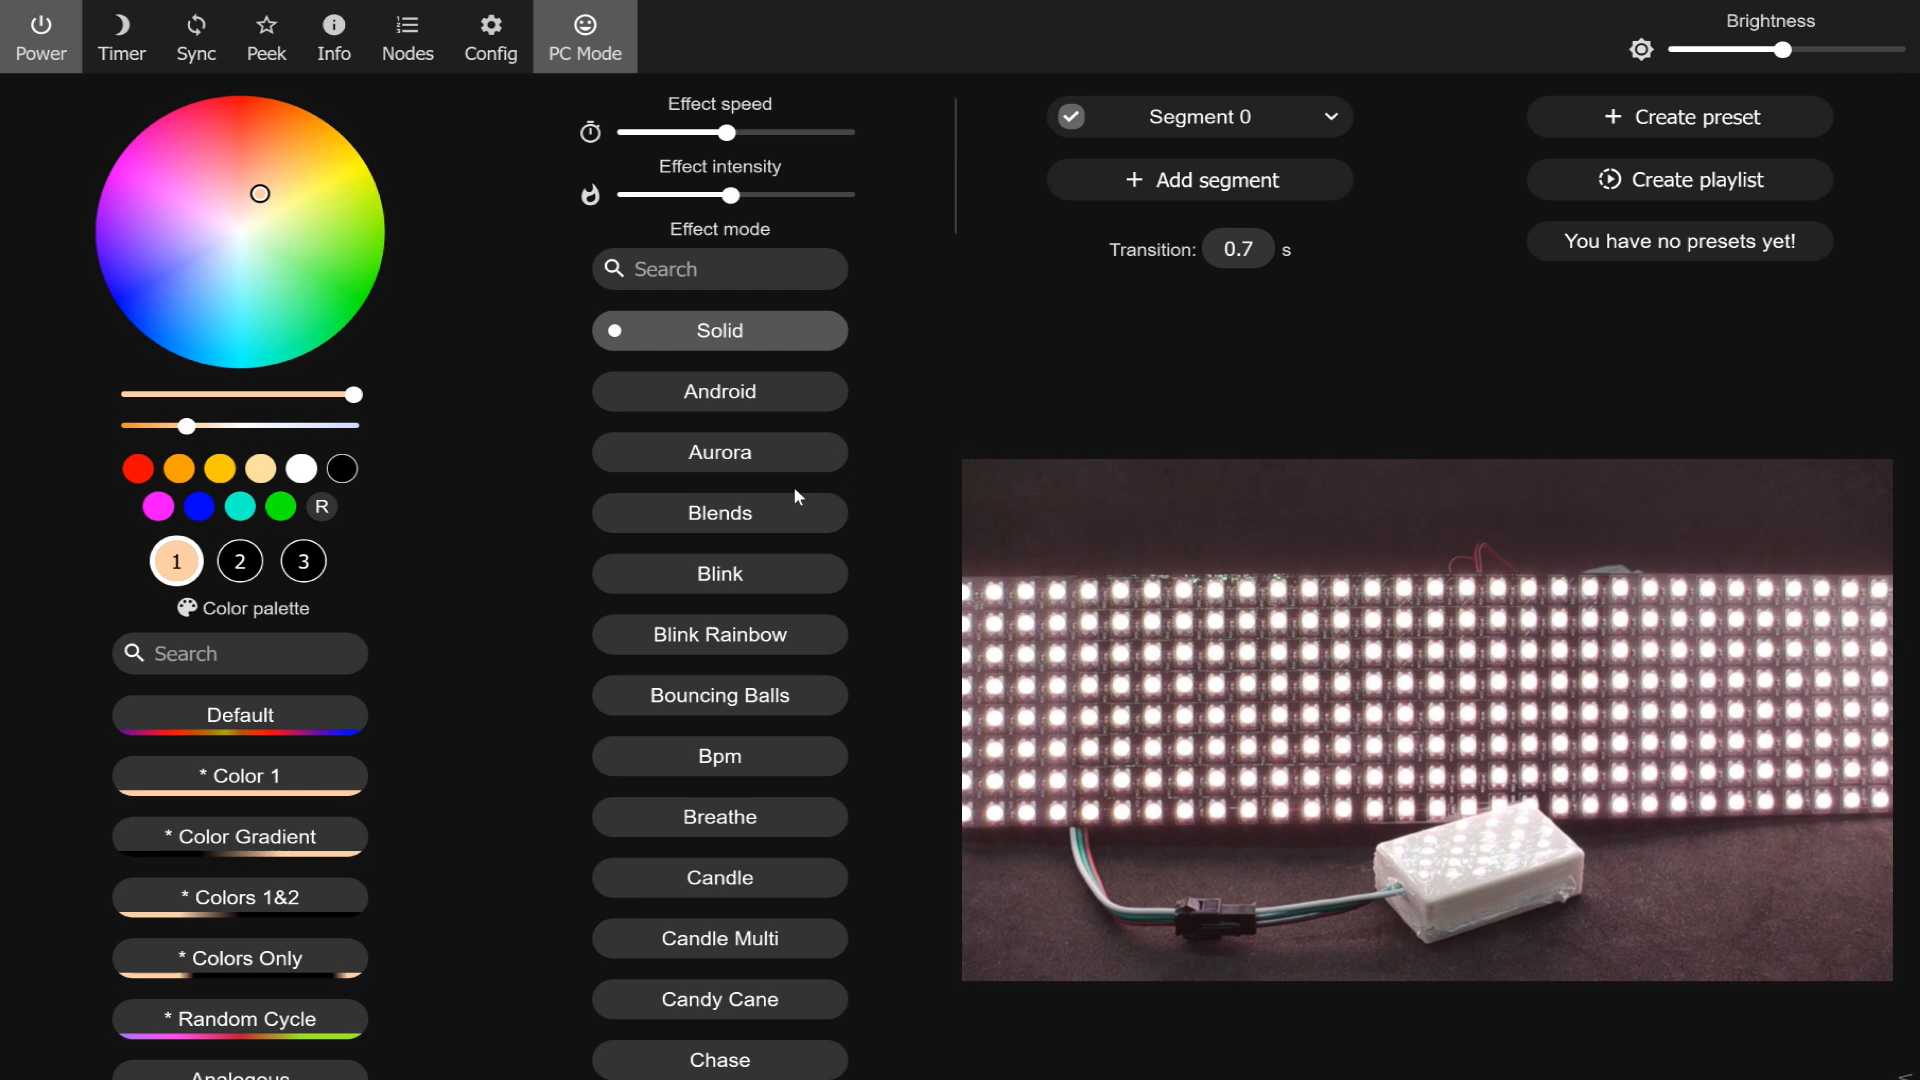 Power
Timer
Sync
Peek
Info
Nodes
Config
PC Mode
Brightness
1
2
3
R
Color palette
Search
Default
* Color 1
* Color Gradient
* Colors 1&2
* Colors Only
* Random Cycle
Analogous
Effect speed
Effect intensity
Effect mode
Search
Solid
Android
Aurora
Blends
Blink
Blink Rainbow
Bouncing Balls
Bpm
Breathe
Candle
Candle Multi
Candy Cane
Chase
Segment 0
+ Add segment
Transition: 0.7 s
+ Create preset
Create playlist
You have no presets yet!